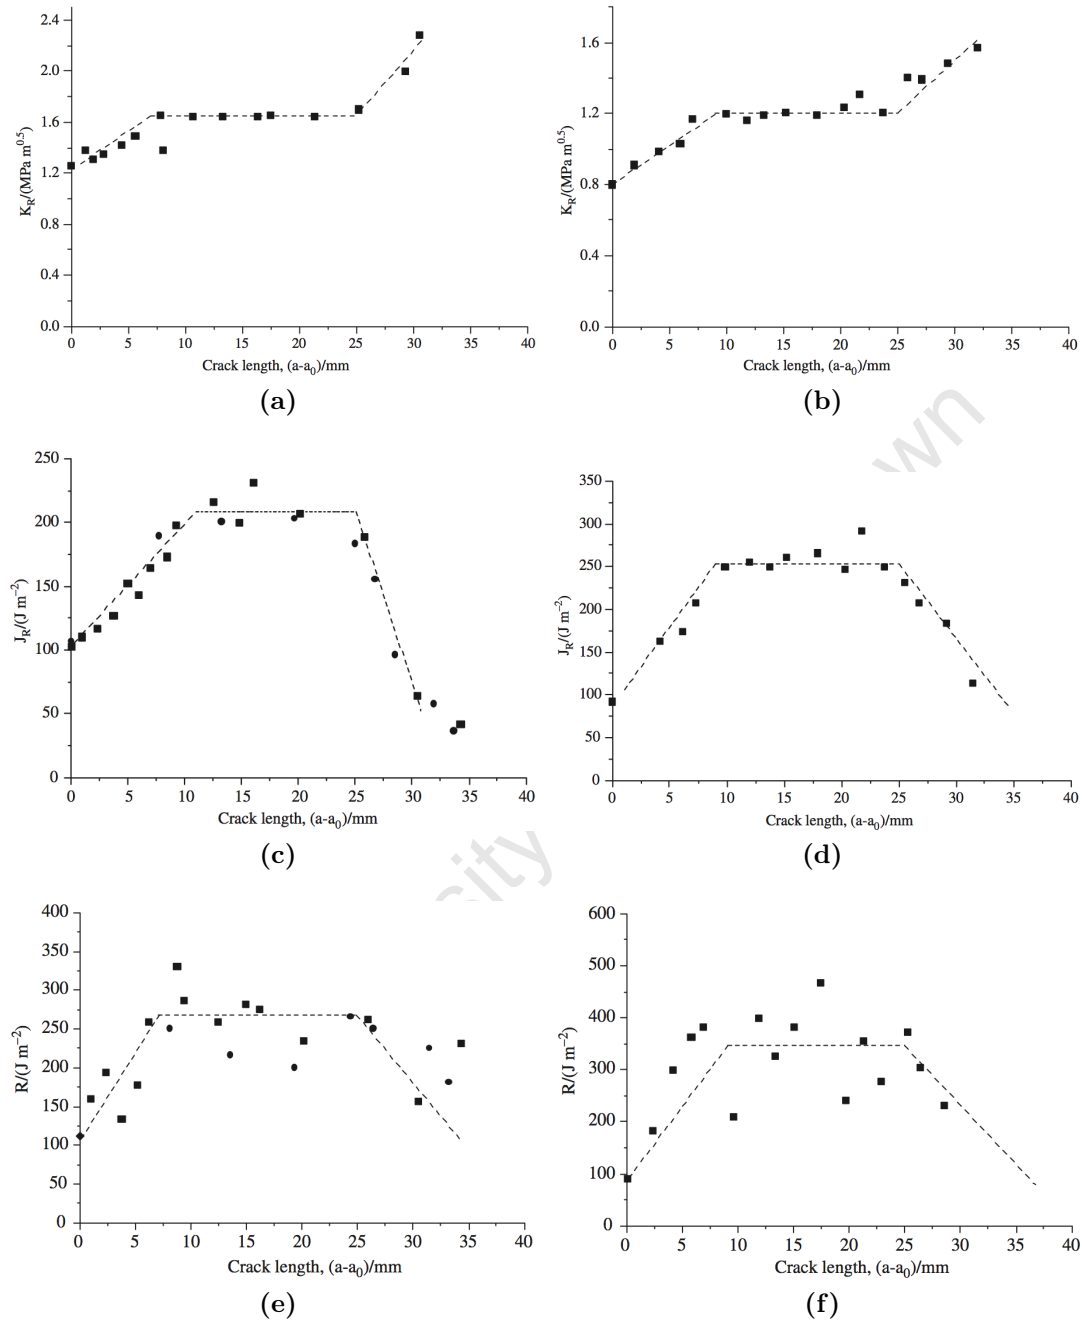 2.4
2.0
1.6
1.2
0.8
0.4
0.0
K_R/(MPa m^0.5)
0 5 10 15 20 25 30 35 40
Crack length, (a-a_0)/mm
(a)
1.6
1.2
0.8
0.4
0.0
K_R/(MPa m^0.5)
0 5 10 15 20 25 30 35 40
Crack length, (a-a_0)/mm
(b)
250
200
150
100
50
0
J_R/(J m^−2)
0 5 10 15 20 25 30 35 40
Crack length, (a-a_0)/mm
(c)
350
300
250
200
150
100
50
0
J_R/(J m^−2)
0 5 10 15 20 25 30 35 40
Crack length, (a-a_0)/mm
(d)
400
350
300
250
200
150
100
50
0
R/(J m^−2)
0 5 10 15 20 25 30 35 40
Crack length, (a-a_0)/mm
(e)
600
500
400
300
200
100
0
R/(J m^−2)
0 5 10 15 20 25 30 35 40
Crack length, (a-a_0)/mm
(f)